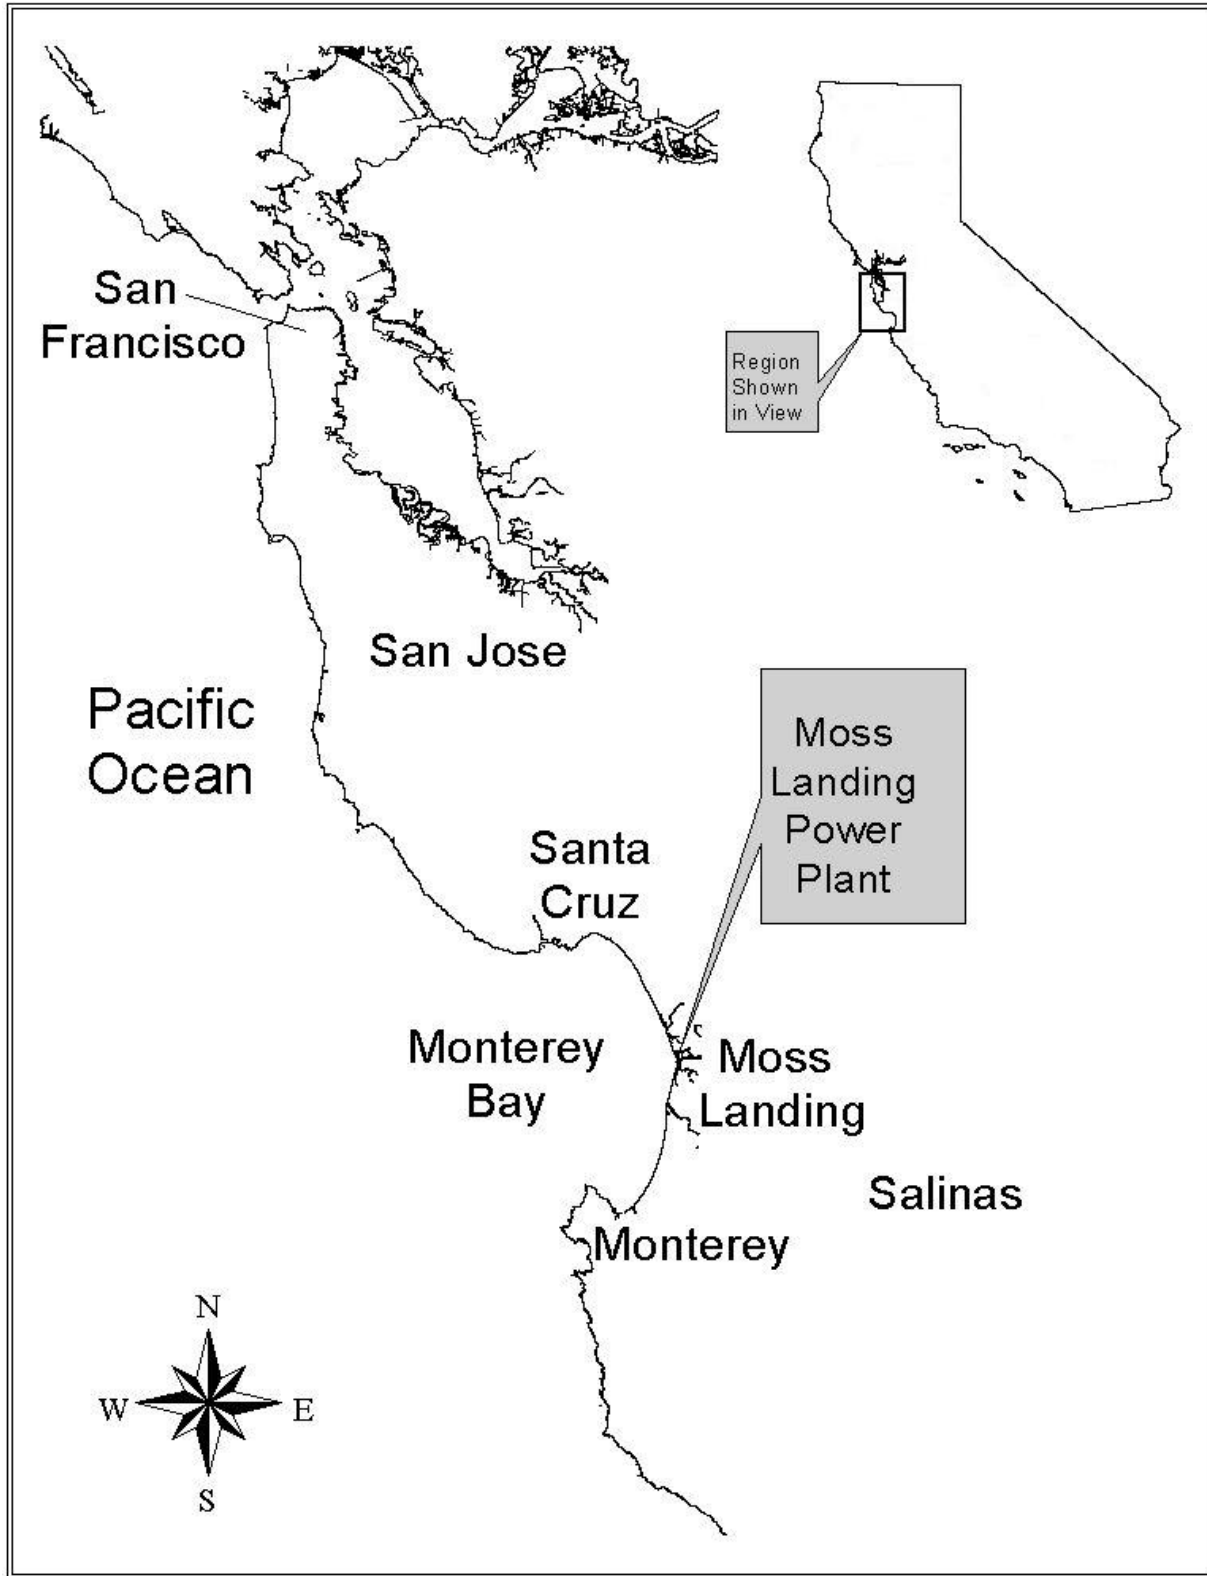 San
Francisco
Region
Shown
in View
San Jose
Pacific
Ocean
Moss
Landing
Power
Plant
Santa
Cruz
Monterey
Bay
Moss
Landing
Salinas
Monterey
N
W
E
S